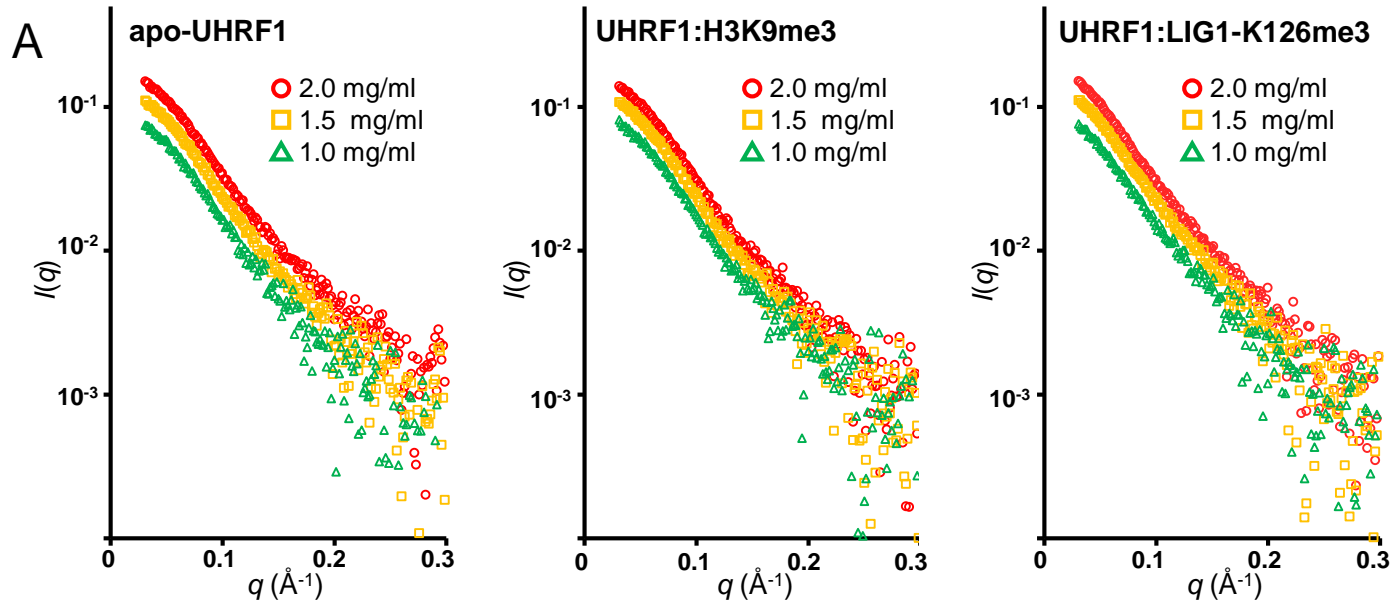 A
apo-UHRF1
2.0 mg/ml
1.5 mg/ml
1.0 mg/ml
10-1
10-2
10-3
I(q)
0
0.1
0.2
0.3
q (Å-1)
UHRF1:H3K9me3
2.0 mg/ml
1.5 mg/ml
1.0 mg/ml
10-1
10-2
10-3
I(q)
0
0.1
0.2
0.3
q (Å-1)
UHRF1:LIG1-K126me3
2.0 mg/ml
1.5 mg/ml
1.0 mg/ml
10-1
10-2
10-3
I(q)
0
0.1
0.2
0.3
q (Å-1)